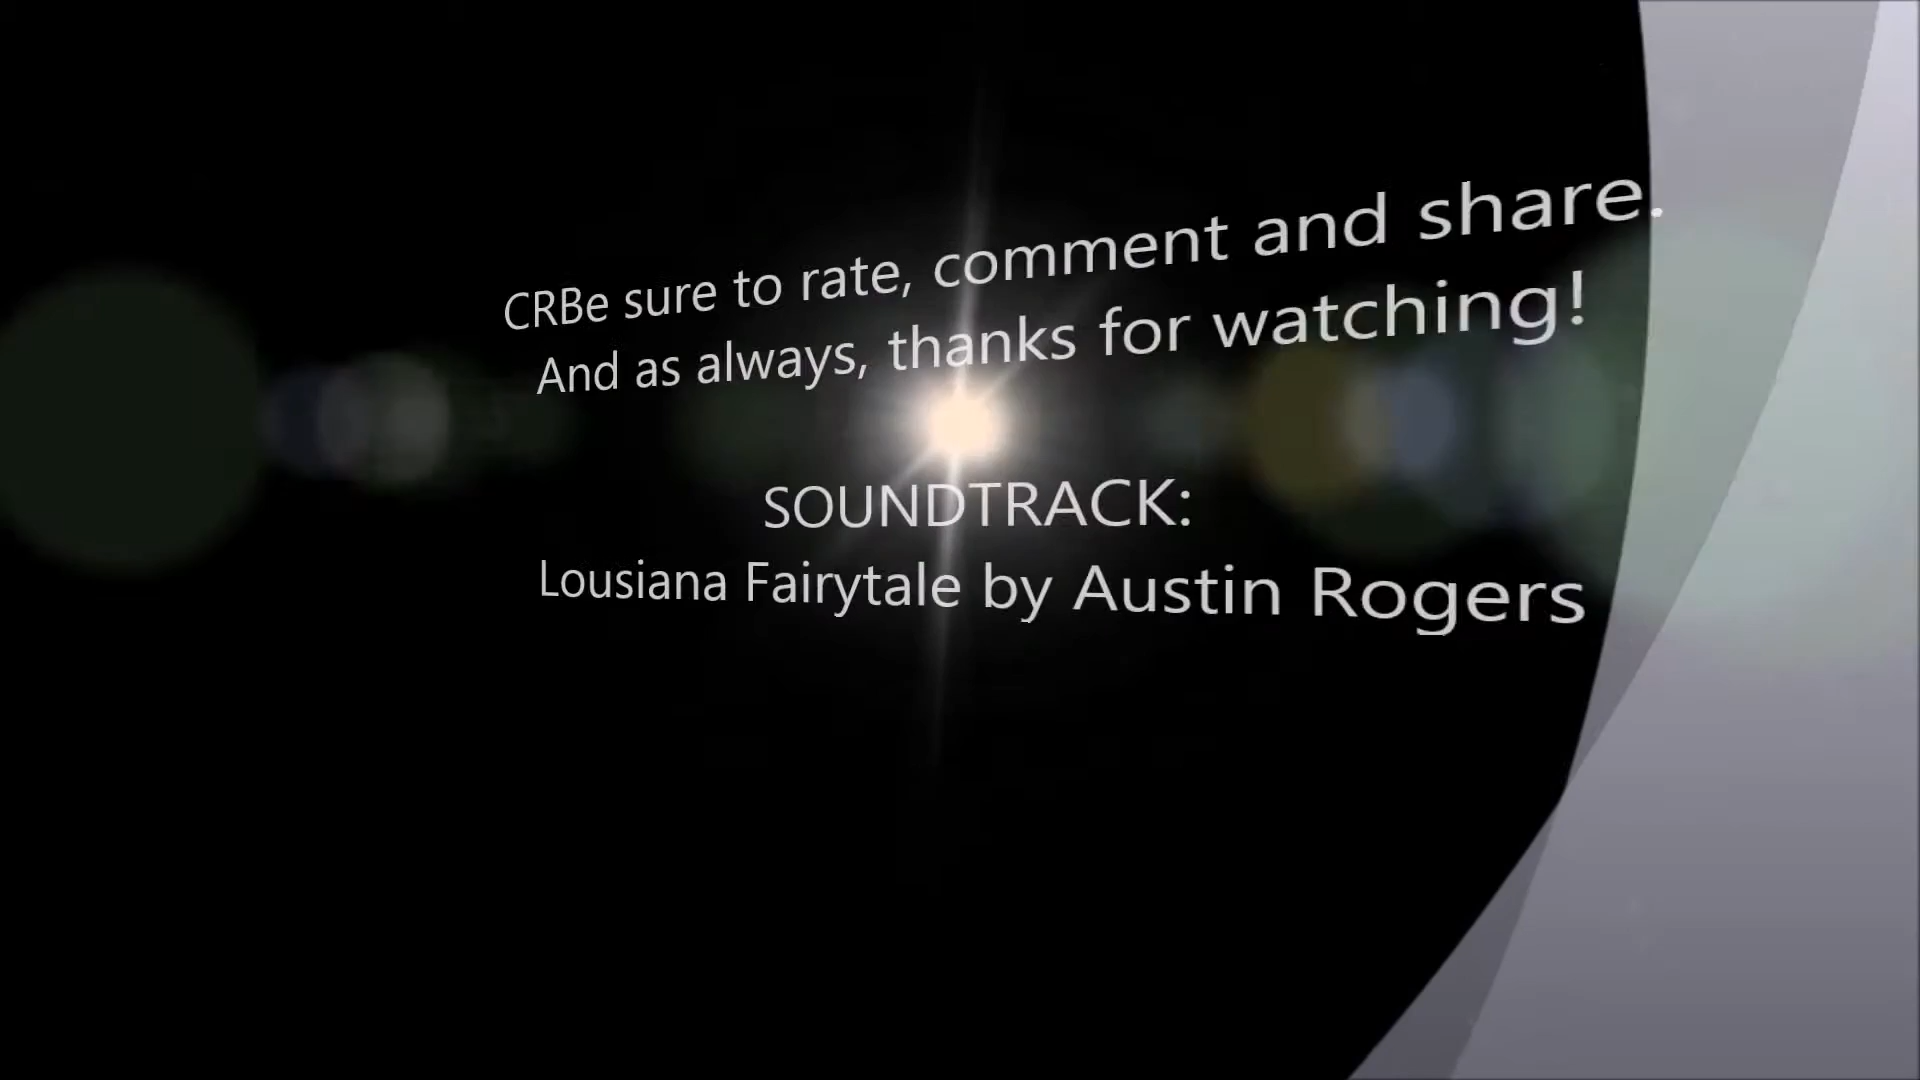 CRBe sure to rate, comment and share.
And as always, thanks for watching!
SOUNDTRACK:
Lousiana Fairytale by Austin Rogers